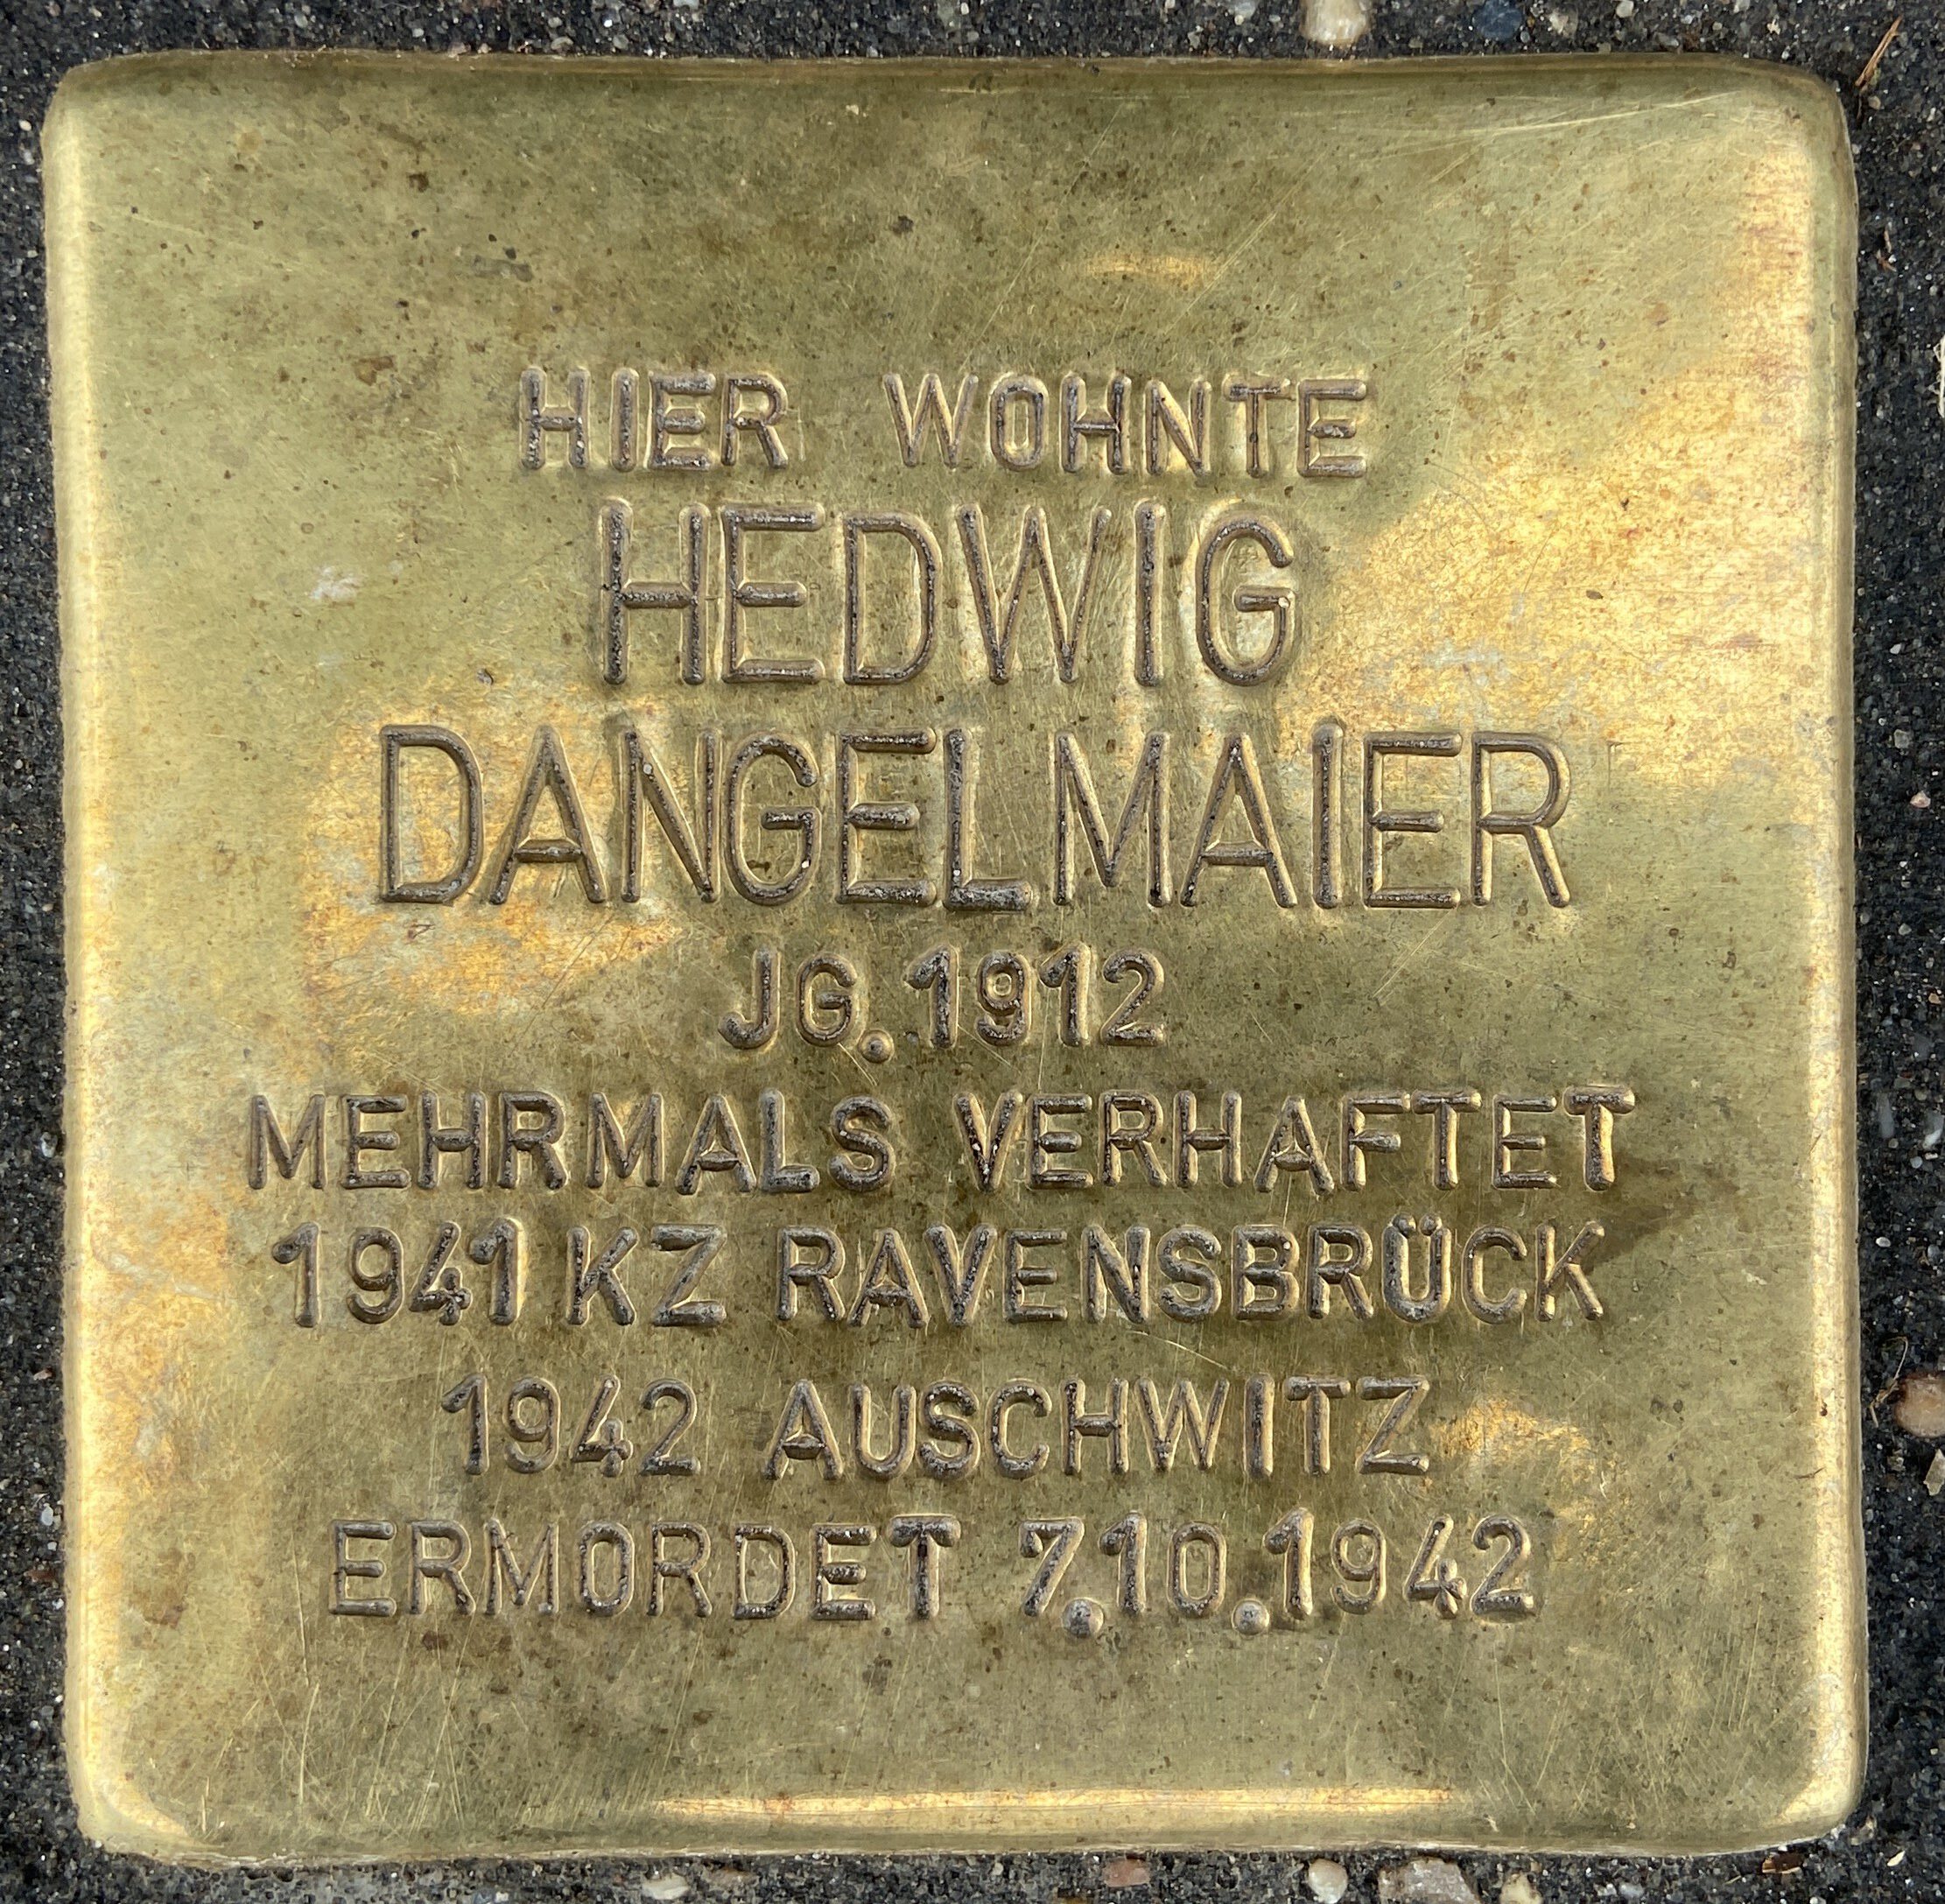 HIER WOHNTE
HEDWIG
DANGELMAIER
JG. 1912
MEHRMALS VERHAFTET
1941 KZ RAVENSBRÜCK
1942 AUSCHWITZ
ERMORDET 7.10.1942